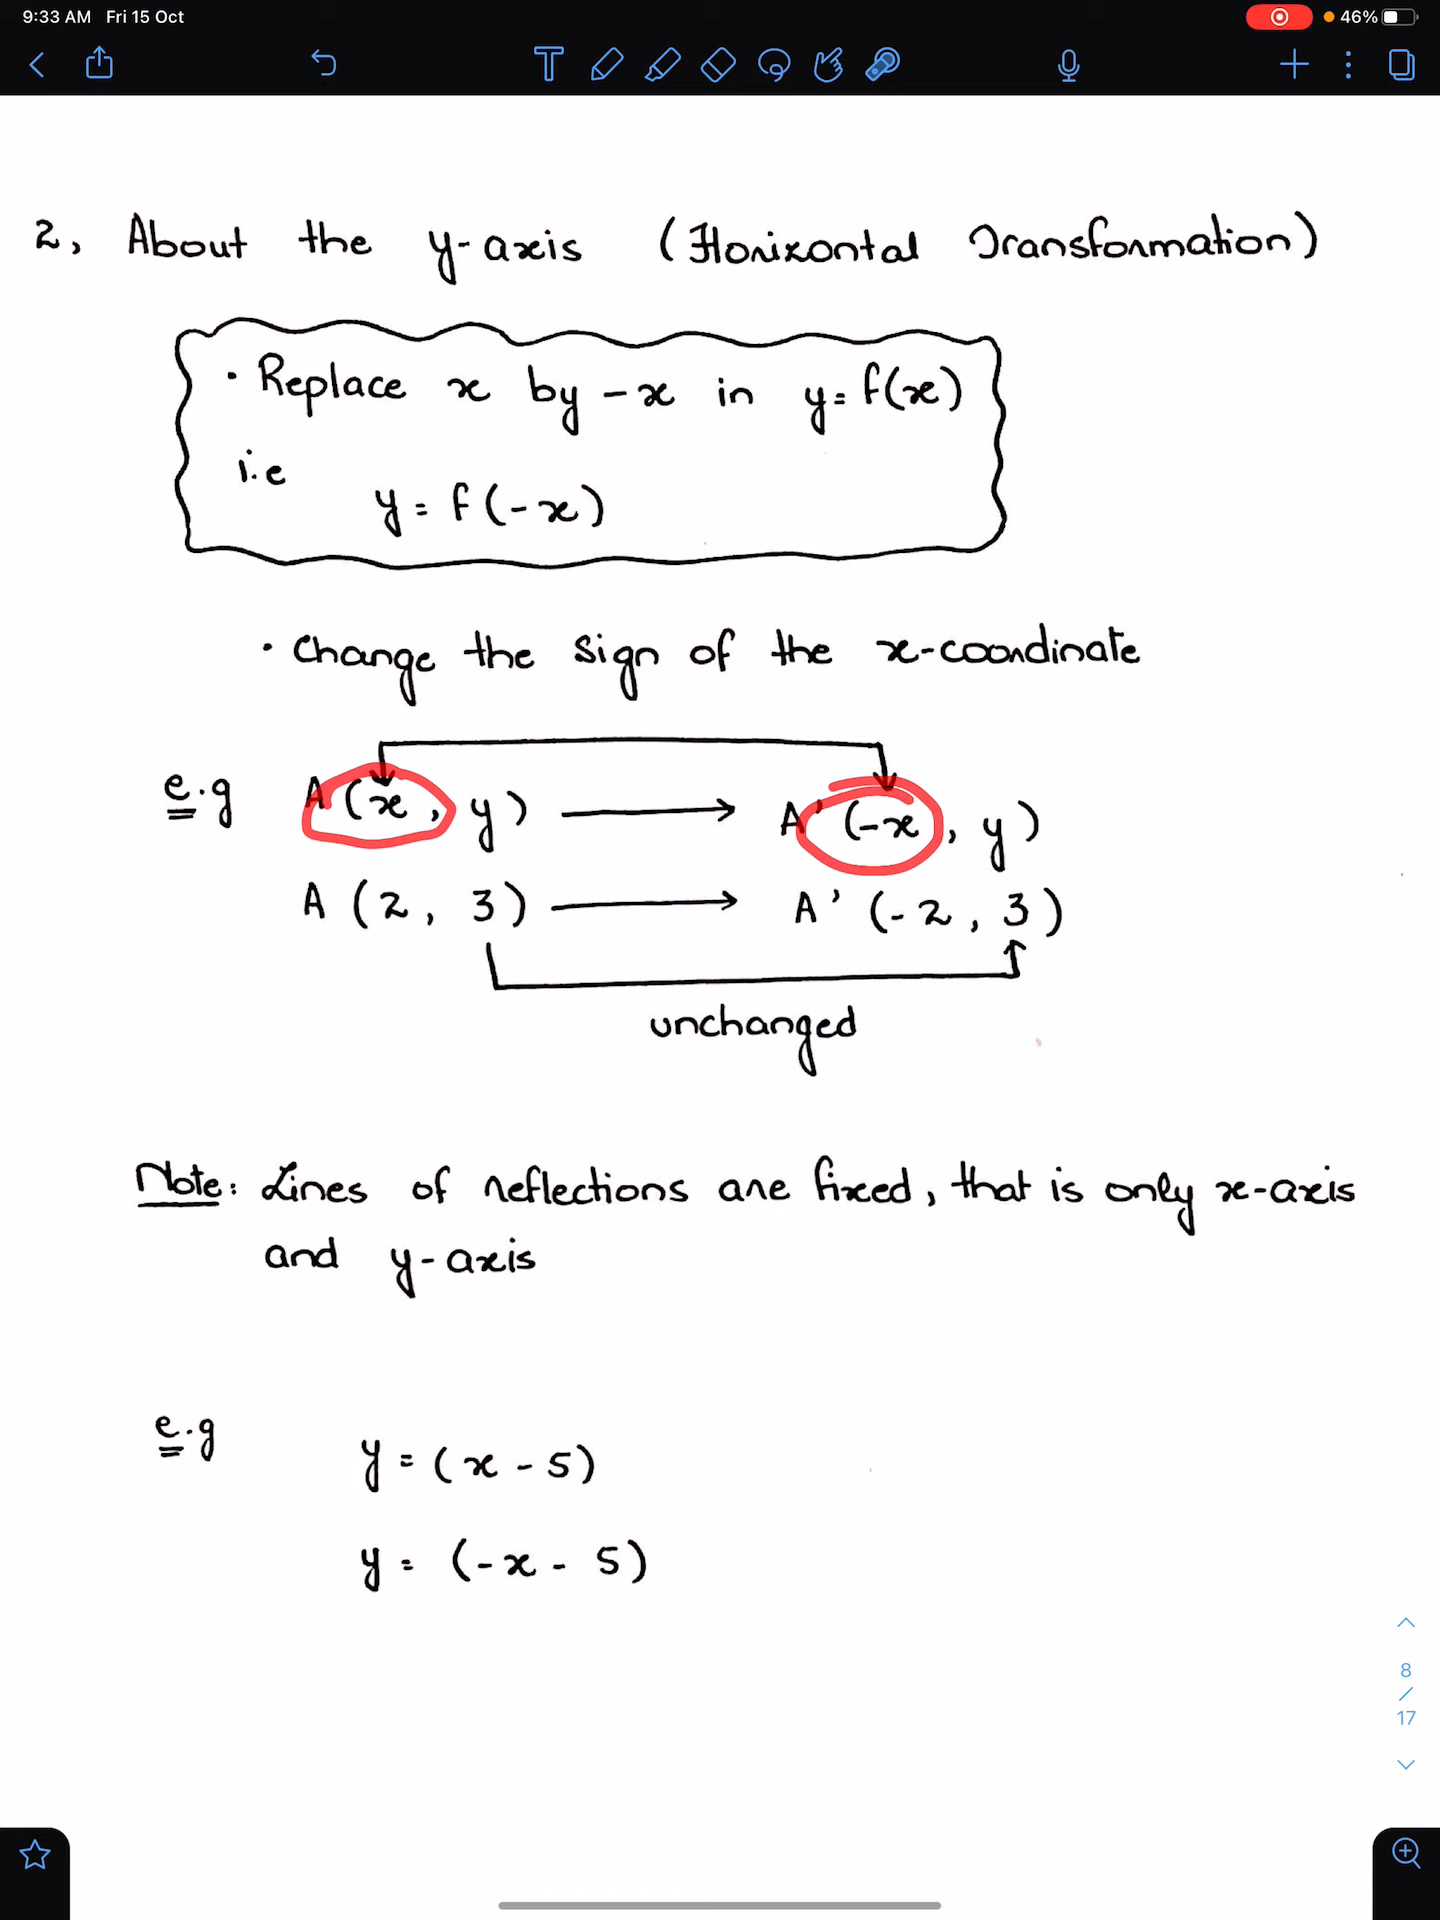 9:33 AM Fri 15 Oct
46%
2, About the y-axis (Horizontal Transformation)
• Replace x by -x in y = f(x)
i.e
y = f(-x)
• Change the sign of the x-coordinate
e.g A(x, y) → A'(-x, y)
A(2, 3) → A'(-2, 3)
unchanged
Note: Lines of reflections are fixed, that is only x-axis
and y-axis
e.g y = (x - 5)
y = (-x - 5)
8
/
17